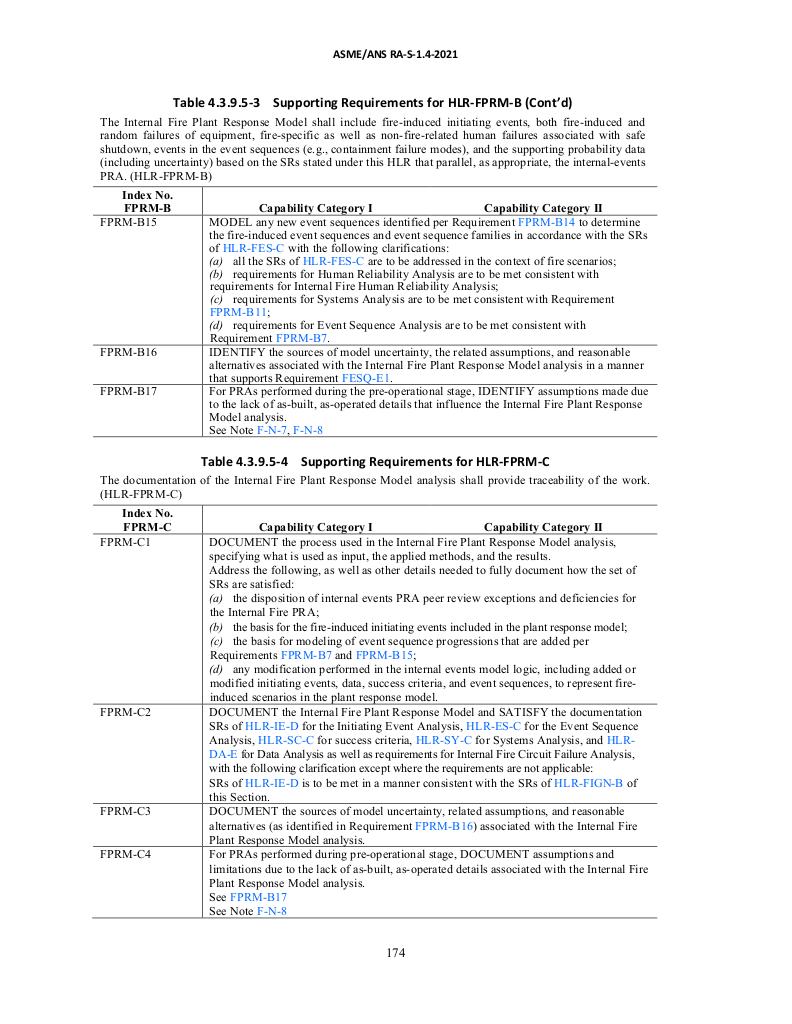 ASME/ANS RA-S-1.4-2021
Table 4.3.9.5-3 Supporting Requirements for HLR-FPRM-B (Cont’d)
The Internal Fire Plant Response Model shall include fire-induced initiating events, both fire-induced and
random failures of equipment, fire-specific as well as non-fire-related human failures associated with safe
shutdown, events in the event sequences (e.g., containment failure modes), and the supporting probability data
(including uncertainty) based on the SRs stated under this HLR that parallel, as appropriate, the internal-events
PRA. (HLR-FPRM-B)
Index No.
FPRM-B Capability Category I Capability Category II
FPRM-B15 MODEL any new event sequences identified per Requirement FPRM-B14 to determine
the fire-induced event sequences and event sequence families in accordance with the SRs
of HLR-FES-C with the following clarifications:
(a) all the SRs of HLR-FES-C are to be addressed in the context of fire scenarios;
(b) requirements for Human Reliability Analysis are to be met consistent with
requirements for Internal Fire Human Reliability Analysis;
(c) requirements for Systems Analysis are to be met consistent with Requirement
FPRM-B11;
(d) requirements for Event Sequence Analysis are to be met consistent with
Requirement FPRM-B7.
FPRM-B16 IDENTIFY the sources of model uncertainty, the related assumptions, and reasonable
alternatives associated with the Internal Fire Plant Response Model analysis in a manner
that supports Requirement FESQ-E1.
FPRM-B17 For PRAs performed during the pre-operational stage, IDENTIFY assumptions made due
to the lack of as-built, as-operated details that influence the Internal Fire Plant Response
Model analysis.
See Note F-N-7, F-N-8
Table 4.3.9.5-4 Supporting Requirements for HLR-FPRM-C
The documentation of the Internal Fire Plant Response Model analysis shall provide traceability of the work.
(HLR-FPRM-C)
Index No.
FPRM-C Capability Category I Capability Category II
FPRM-C1 DOCUMENT the process used in the Internal Fire Plant Response Model analysis,
specifying what is used as input, the applied methods, and the results.
Address the following, as well as other details needed to fully document how the set of
SRs are satisfied:
(a) the disposition of internal events PRA peer review exceptions and deficiencies for
the Internal Fire PRA;
(b) the basis for the fire-induced initiating events included in the plant response model;
(c) the basis for modeling of event sequence progressions that are added per
Requirements FPRM-B7 and FPRM-B15;
(d) any modification performed in the internal events model logic, including added or
modified initiating events, data, success criteria, and event sequences, to represent fire-
induced scenarios in the plant response model.
FPRM-C2 DOCUMENT the Internal Fire Plant Response Model and SATISFY the documentation
SRs of HLR-IE-D for the Initiating Event Analysis, HLR-ES-C for the Event Sequence
Analysis, HLR-SC-C for success criteria, HLR-SY-C for Systems Analysis, and HLR-
DA-E for Data Analysis as well as requirements for Internal Fire Circuit Failure Analysis,
with the following clarification except where the requirements are not applicable:
SRs of HLR-IE-D is to be met in a manner consistent with the SRs of HLR-FIGN-B of
this Section.
FPRM-C3 DOCUMENT the sources of model uncertainty, related assumptions, and reasonable
alternatives (as identified in Requirement FPRM-B16) associated with the Internal Fire
Plant Response Model analysis.
FPRM-C4 For PRAs performed during pre-operational stage, DOCUMENT assumptions and
limitations due to the lack of as-built, as-operated details associated with the Internal Fire
Plant Response Model analysis.
See FPRM-B17
See Note F-N-8
174